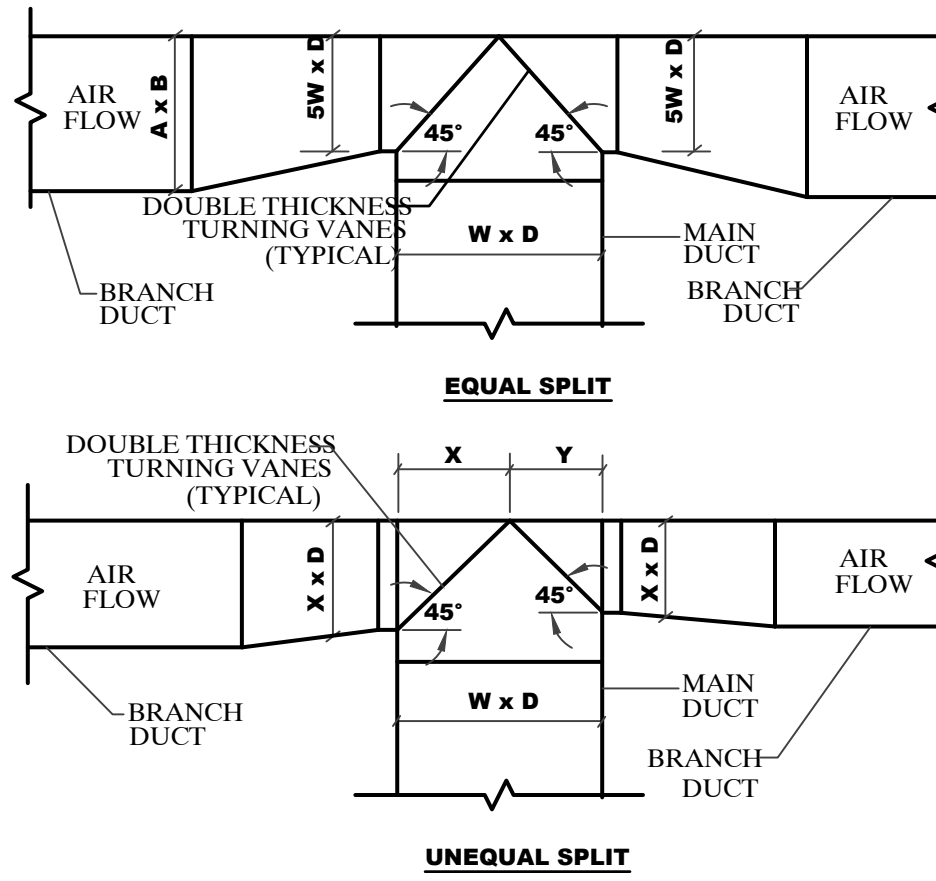 AIR
FLOW
A x B
5W x D
45°
45°
5W x D
AIR
FLOW
DOUBLE THICKNESS
TURNING VANES
(TYPICAL)
W x D
MAIN
DUCT
BRANCH
DUCT
BRANCH
DUCT
EQUAL SPLIT
DOUBLE THICKNESS
TURNING VANES
(TYPICAL)
X
Y
AIR
FLOW
X x D
45°
45°
X x D
AIR
FLOW
BRANCH
DUCT
W x D
MAIN
DUCT
BRANCH
DUCT
UNEQUAL SPLIT